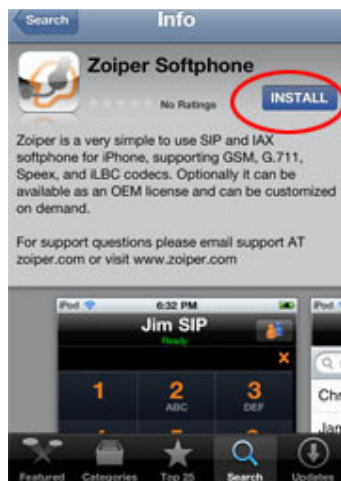 Search
Info
Zoiper Softphone
No Ratings
INSTALL
Zoiper is a very simple to use SIP and IAX
softphone for iPhone, supporting GSM, G.711,
Speex, and iLBC codecs. Optionally it can be
available as an OEM license and can be customized
on demand.
For support questions please email support AT
zoiper.com or visit www.zoiper.com
iPod
6:32 PM
iPod
Jim SIP
Ready
1
2
3
ABC
DEF
Chr
Jam
Featured
Categories
Top 25
Search
Updates